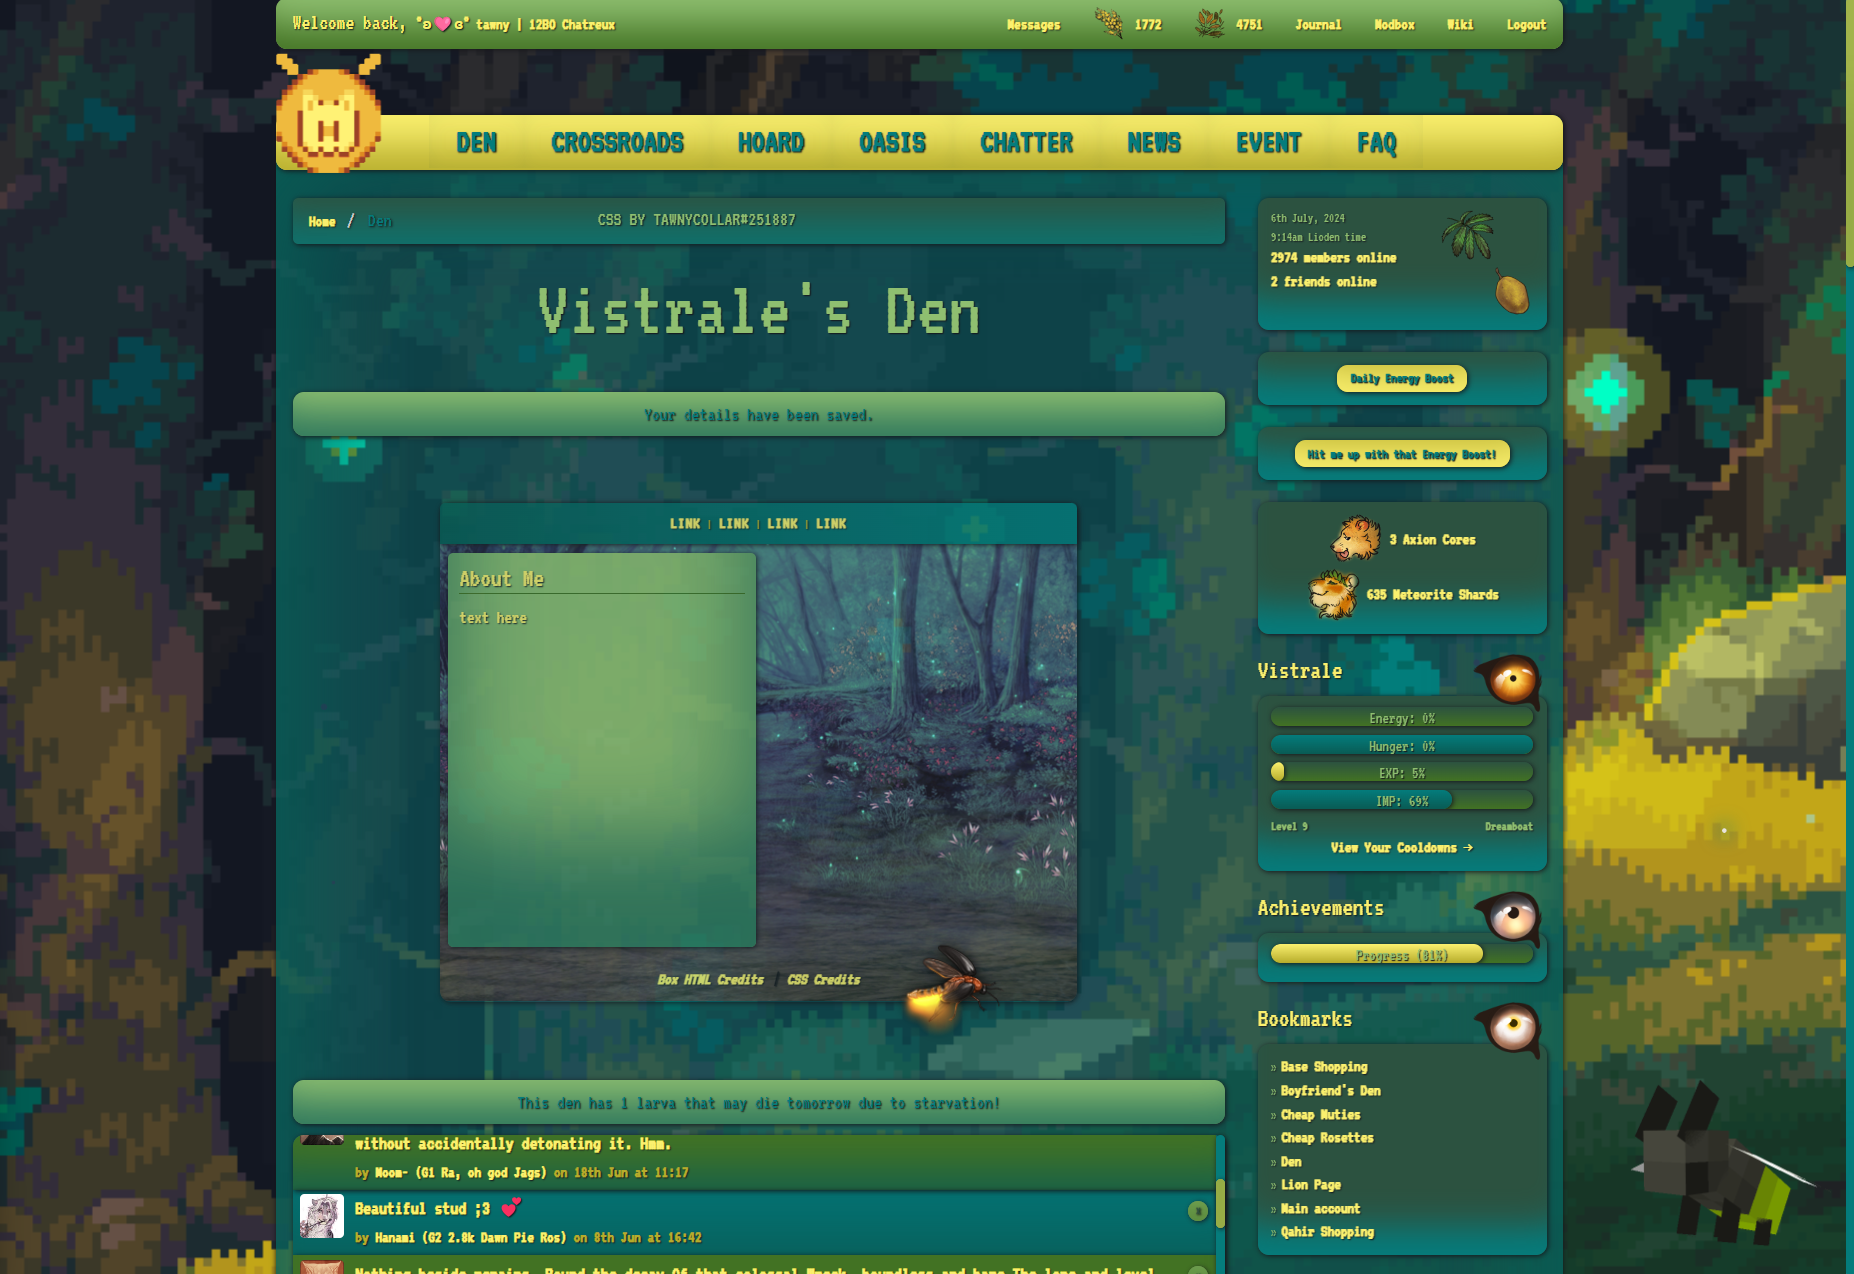 Welcome back, °ʚ💗ɞ° tawny | 12BO Chatreux
Messages 1772 4751 Journal Modbox Wiki Logout
DEN CROSSROADS HOARD OASIS CHATTER NEWS EVENT FAQ
Home / Den
CSS BY TAWNYCOLLAR#251887
Vistrale's Den
Your details have been saved.
LINK | LINK | LINK | LINK
About Me
text here
Box HTML Credits | CSS Credits
This den has 1 larva that may die tomorrow due to starvation!
without accidentally detonating it. Hmm.
by Noom- (G1 Ra, oh god Jags) on 18th Jun at 11:17
Beautiful stud ;3 💕
by Hanami (G2 2.8k Dawn Pie Ros) on 8th Jun at 16:42
6th July, 2024
9:14am Lioden time
2974 members online
2 friends online
Daily Energy Boost
Hit me up with that Energy Boost!
3 Axion Cores
635 Meteorite Shards
Vistrale
Energy: 0%
Hunger: 0%
EXP: 5%
IMP: 69%
Level 9 Dreamboat
View Your Cooldowns →
Achievements
Progress (81%)
Bookmarks
» Base Shopping
» Boyfriend's Den
» Cheap Muties
» Cheap Rosettes
» Den
» Lion Page
» Main account
» Qahir Shopping